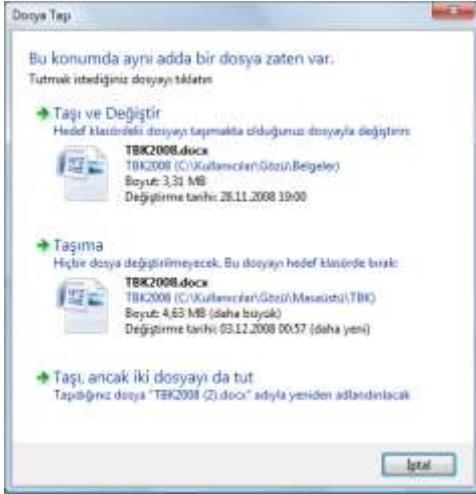 Dosya Taşı
Bu konumda aynı adda bir dosya zaten var.
Tutmak istediğiniz dosyayı tıklatın
Taşı ve Değiştir
Hedef klasördeki dosyayı taşımakta olduğunuz dosyayla değiştirin:
TBK2008.docx
TBK2008 (C:\Kullanıcılar\Gözü\Belgeler)
Boyut: 3,31 MB
Değiştirme tarihi: 28.11.2008 19:00
Taşıma
Hiçbir dosya değiştirilmeyecek. Bu dosyayı hedef klasörde bırak:
TBK2008.docx
TBK2008 (C:\Kullanıcılar\Gözü\Masaüstü\TBK)
Boyut: 4,63 MB (daha büyük)
Değiştirme tarihi: 03.12.2008 00:57 (daha yeni)
Taşı, ancak iki dosyayı da tut
Taşıdığınız dosya "TBK2008 (2).docx" adıyla yeniden adlandırılacak
İptal